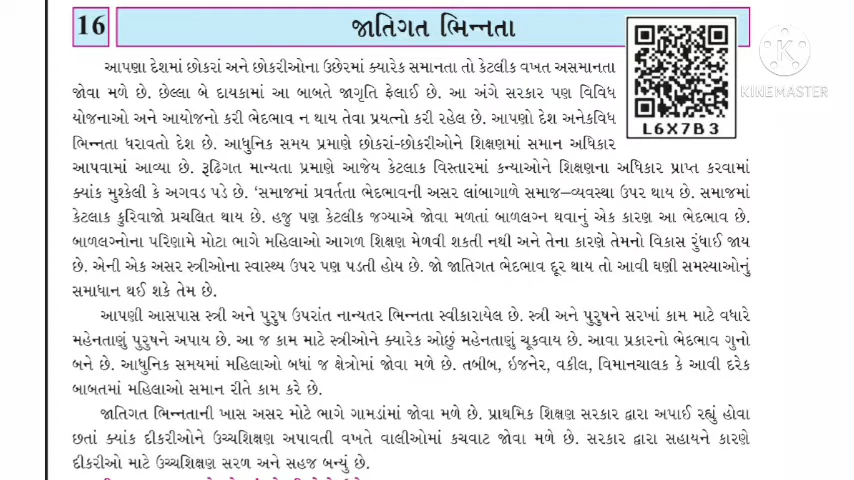 16 જાતિગત ભિન્નતા
આપણા દેશમાં છોકરાં અને છોકરીઓના ઉછેરમાં ક્યારેક સમાનતા તો કેટલીક વખત અસમાનતા
જોવા મળે છે. છેલ્લા બે દાયકામાં આ બાબતે જાગૃતિ ફેલાઈ છે. આ અંગે સરકાર પણ વિવિધ
KINEMASTER
યોજનાઓ અને આયોજનો કરી ભેદભાવ ન થાય તેવા પ્રયત્નો કરી રહેલ છે. આપણો દેશ અનેકવિધ
L6X7B3
ભિન્નતા ધરાવતો દેશ છે. આધુનિક સમય પ્રમાણે છોકરાં-છોકરીઓને શિક્ષણમાં સમાન અધિકાર
આપવામાં આવ્યા છે. રૂઢિગત માન્યતા પ્રમાણે આજેય કેટલાક વિસ્તારમાં કન્યાઓને શિક્ષણના અધિકાર પ્રાપ્ત કરવામાં
ક્યાંક મુશ્કેલી કે અગવડ પડે છે. ‘સમાજમાં પ્રવર્તતા ભેદભાવની અસર લાંબાગાળે સમાજ–વ્યવસ્થા ઉપર થાય છે. સમાજમાં
કેટલાક કુરિવાજો પ્રચલિત થાય છે. હજુ પણ કેટલીક જગ્યાએ જોવા મળતાં બાળલગ્ન થવાનું એક કારણ આ ભેદભાવ છે.
બાળલગ્નોના પરિણામે મોટા ભાગે મહિલાઓ આગળ શિક્ષણ મેળવી શકતી નથી અને તેના કારણે તેમનો વિકાસ રુંધાઈ જાય
છે. એની એક અસર સ્ત્રીઓના સ્વાસ્થ્ય ઉપર પણ પડતી હોય છે. જો જાતિગત ભેદભાવ દૂર થાય તો આવી ઘણી સમસ્યાઓનું
સમાધાન થઈ શકે તેમ છે.
આપણી આસપાસ સ્ત્રી અને પુરુષ ઉપરાંત નાન્યતર ભિન્નતા સ્વીકારાયેલ છે. સ્ત્રી અને પુરુષને સરખાં કામ માટે વધારે
મહેનતાણું પુરુષને અપાય છે. આ જ કામ માટે સ્ત્રીઓને ક્યારેક ઓછું મહેનતાણું ચૂકવાય છે. આવા પ્રકારનો ભેદભાવ ગુનો
બને છે. આધુનિક સમયમાં મહિલાઓ બધાં જ ક્ષેત્રોમાં જોવા મળે છે. તબીબ, ઇજનેર, વકીલ, વિમાનચાલક કે આવી દરેક
બાબતમાં મહિલાઓ સમાન રીતે કામ કરે છે.
જાતિગત ભિન્નતાની ખાસ અસર મોટે ભાગે ગામડાંમાં જોવા મળે છે. પ્રાથમિક શિક્ષણ સરકાર દ્વારા અપાઈ રહ્યું હોવા
છતાં ક્યાંક દીકરીઓને ઉચ્ચશિક્ષણ અપાવતી વખતે વાલીઓમાં કચવાટ જોવા મળે છે. સરકાર દ્વારા સહાયને કારણે
દીકરીઓ માટે ઉચ્ચશિક્ષણ સરળ અને સહજ બન્યું છે.